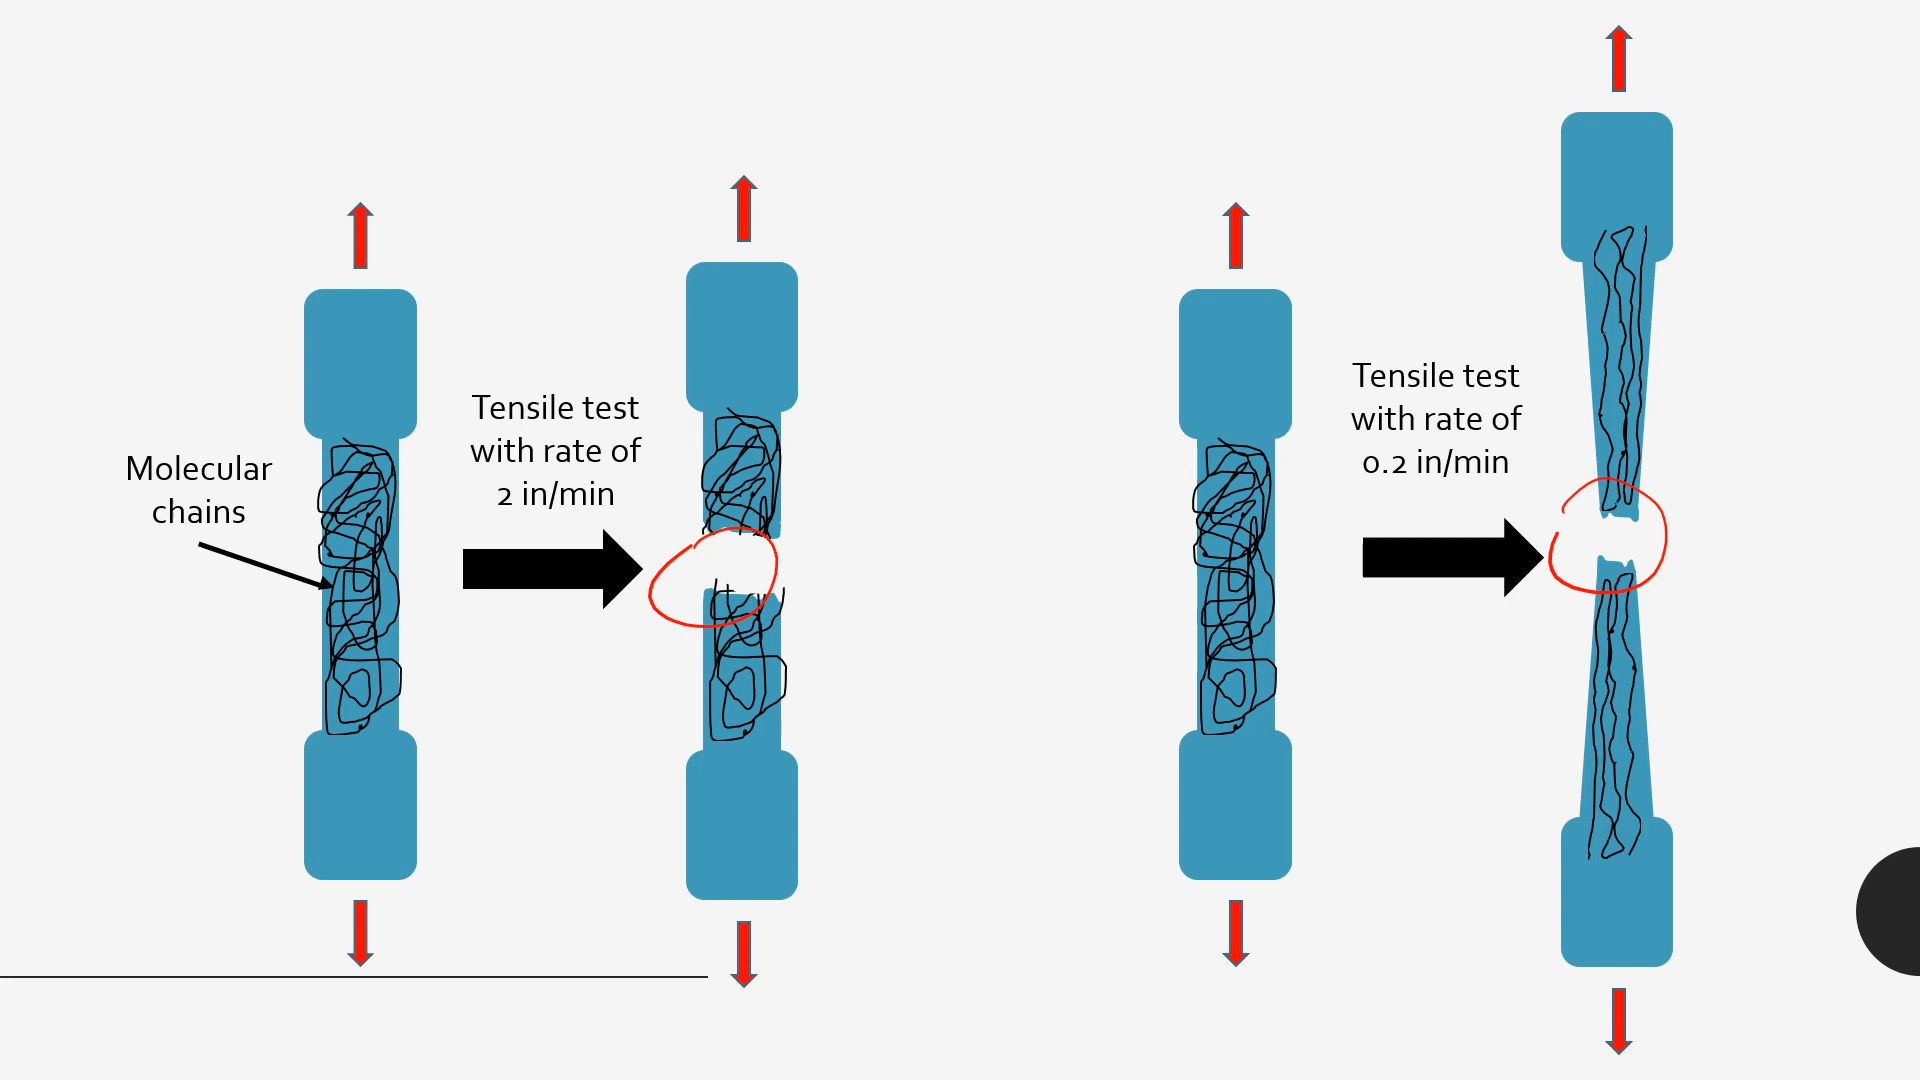 Molecular
chains
Tensile test
with rate of
2 in/min
Tensile test
with rate of
0.2 in/min